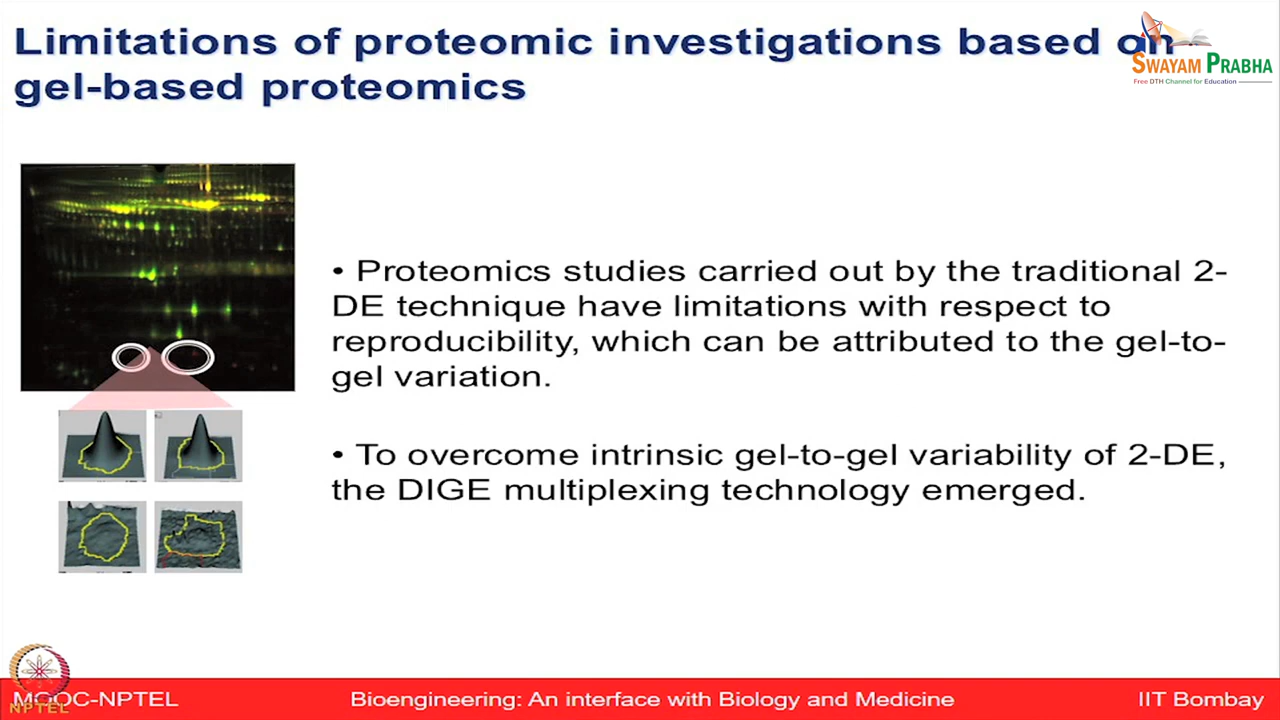 Limitations of proteomic investigations based on
gel-based proteomics
SWAYAM PRABHA
Free DTH Channel for Education
• Proteomics studies carried out by the traditional 2-
DE technique have limitations with respect to
reproducibility, which can be attributed to the gel-to-
gel variation.
• To overcome intrinsic gel-to-gel variability of 2-DE,
the DIGE multiplexing technology emerged.
MOOC-NPTEL
NPTEL
Bioengineering: An interface with Biology and Medicine
IIT Bombay